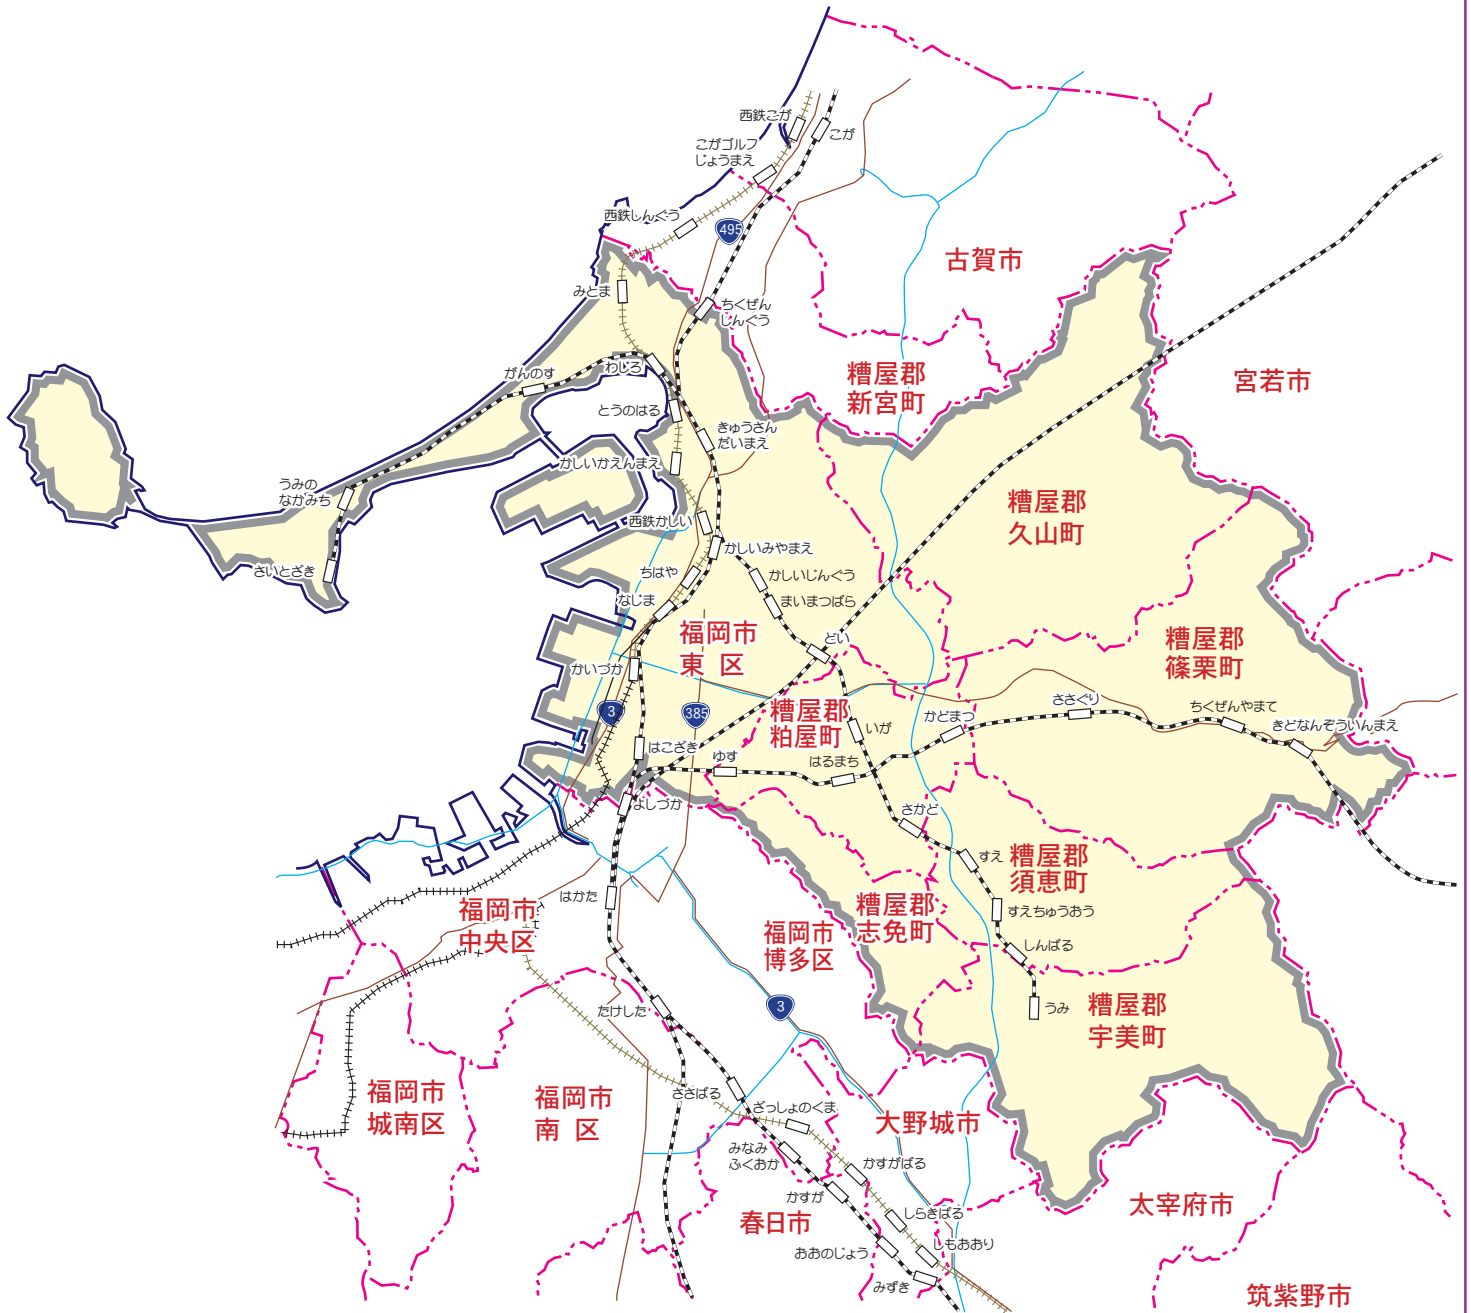 西鉄こが
こが
こがゴルフ
じょうまえ
西鉄しんぐう
495
古賀市
みとま
ちくぜん
しんぐう
わじろ
がんのす
糟屋郡
新宮町
宮若市
とうのはる
きゅうさん
だいまえ
かしいかえんまえ
うみの
なかみち
糟屋郡
久山町
西鉄かしい
かしいみやまえ
さいとざき
ちはや
かしいじんぐう
なじま
まいまつばら
福岡市
東 区
どい
糟屋郡
篠栗町
かいづか
3
385
糟屋郡
粕屋町
いが
かどまつ
ささぐり
ちくぜんやまて
きどなんぞういんまえ
はこざき
ゆす
はるまち
よしづか
さかど
すえ
糟屋郡
須恵町
はかた
福岡市
中央区
福岡市
博多区
糟屋郡
志免町
すえちゅうおう
しんばる
たけした
3
うみ
糟屋郡
宇美町
福岡市
城南区
福岡市
南 区
ささばる
ざっしょのくま
大野城市
みなみ
ふくおか
かすがばる
かすが
春日市
しらきばる
太宰府市
おおのじょう
しもおおり
みずき
筑紫野市